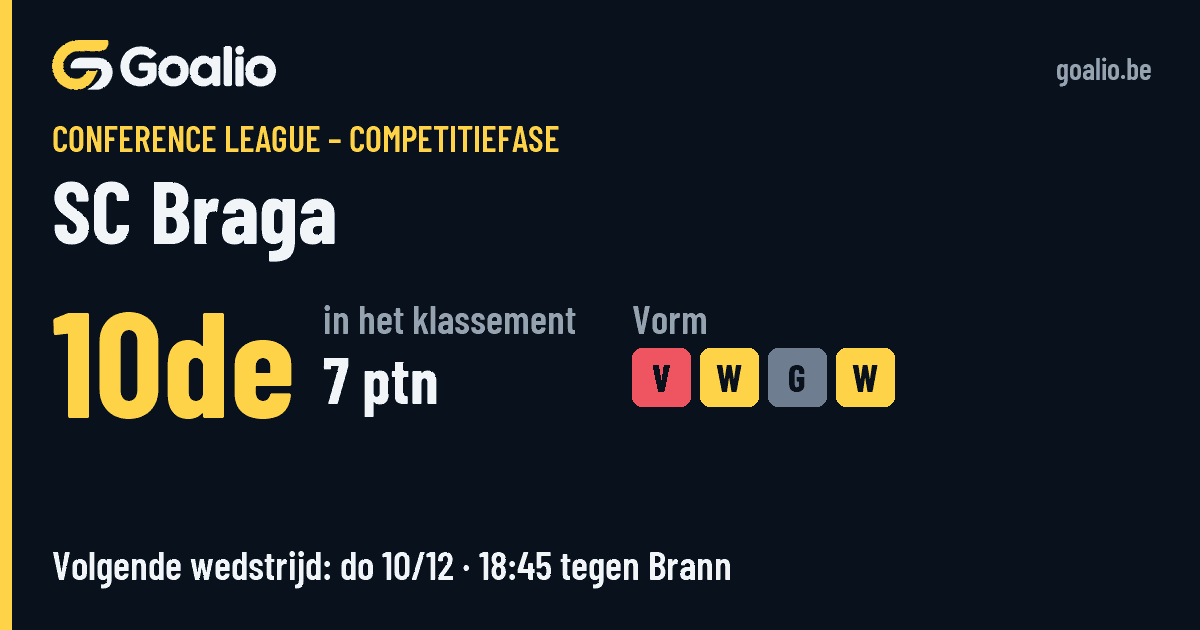 Goalio
goalio.be
CONFERENCE LEAGUE – COMPETITIEFASE
SC Braga
10de
in het klassement
7 ptn
Vorm
V W G W
Volgende wedstrijd: do 10/12 · 18:45 tegen Brann